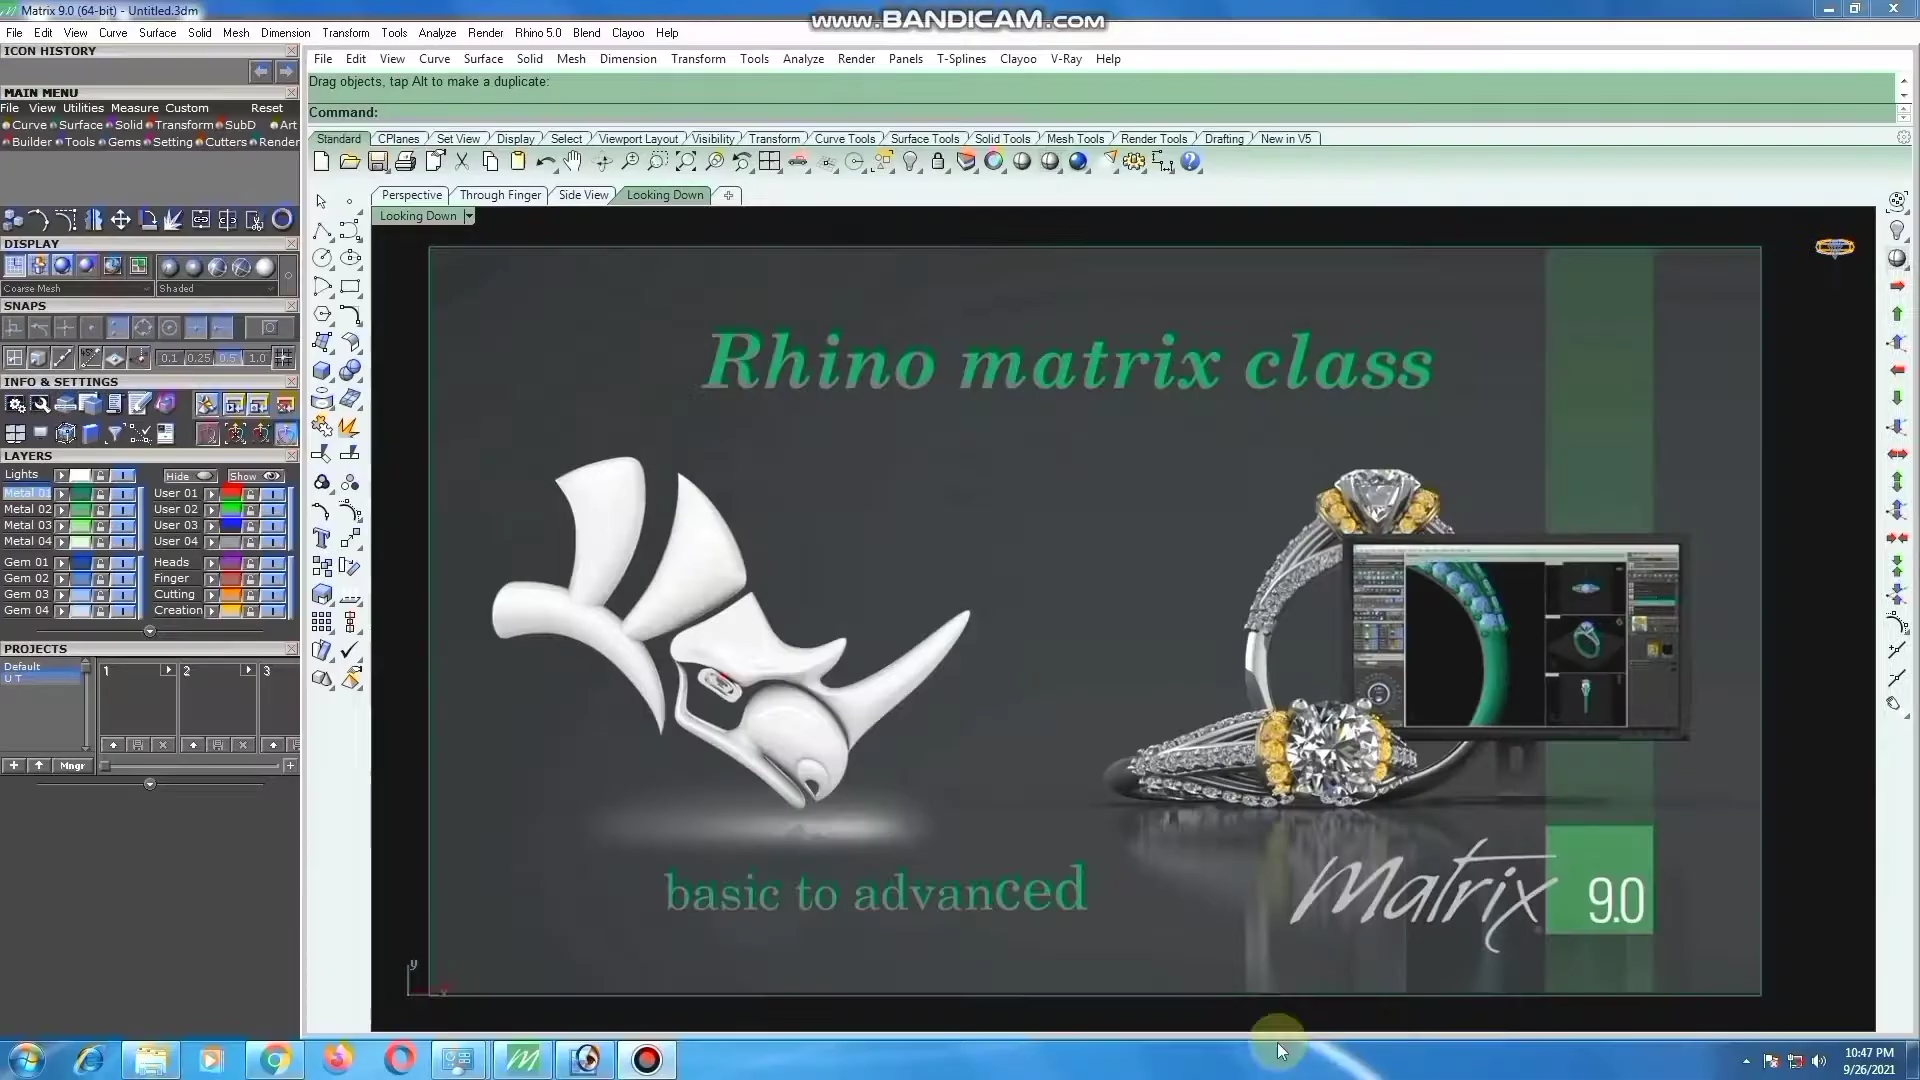 Matrix 9.0 (64-bit) - Untitled.3dm
www.BANDICAM.com
File Edit View Curve Surface Solid Mesh Dimension Transform Tools Analyze Render Rhino 5.0 Blend Clayoo Help
ICON HISTORY
MAIN MENU
File View Utilities Measure Custom Reset
Curve Surface Solid Transform SubD Art
Builder Tools Gems Setting Cutters Render
DISPLAY
Coarse Mesh Shaded
SNAPS
0.1 0.25 0.5 1.0
INFO & SETTINGS
LAYERS
Lights Hide Show
Metal 01 User 01
Metal 02 User 02
Metal 03 User 03
Metal 04 User 04
Gem 01 Heads
Gem 02 Finger
Gem 03 Cutting
Gem 04 Creation
PROJECTS
Default 1 2 3
U T
Mngr
File Edit View Curve Surface Solid Mesh Dimension Transform Tools Analyze Render Panels T-Splines Clayoo V-Ray Help
Drag objects, tap Alt to make a duplicate:
Command:
Standard CPlanes Set View Display Select Viewport Layout Visibility Transform Curve Tools Surface Tools Solid Tools Mesh Tools Render Tools Drafting New in V5
Perspective Through Finger Side View Looking Down
Looking Down
Rhino matrix class
basic to advanced
matrix 9.0
y
x
10:47 PM
9/26/2021